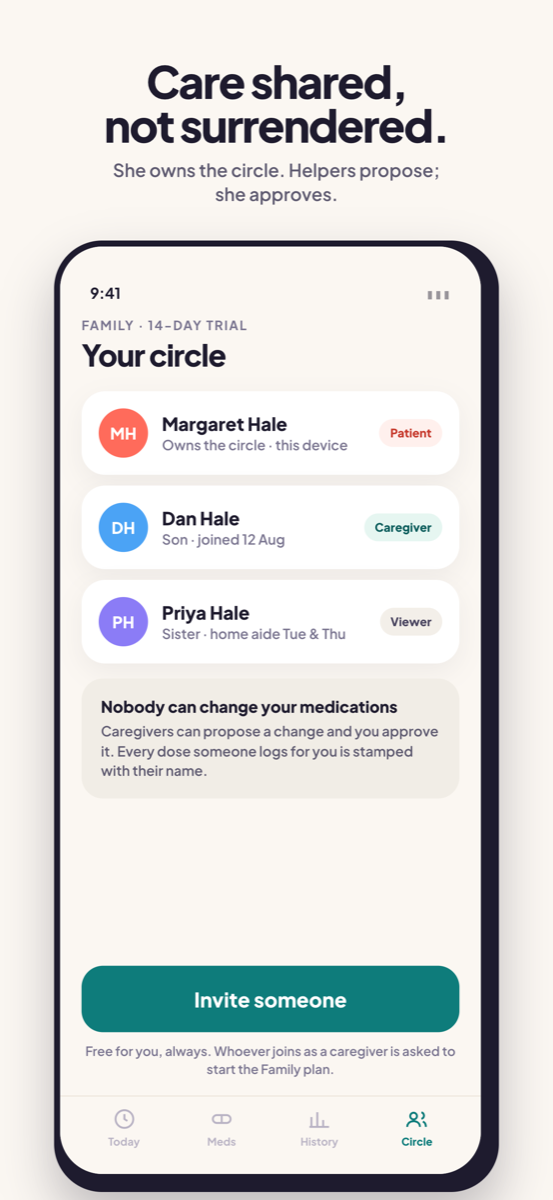 Care shared,
not surrendered.
She owns the circle. Helpers propose;
she approves.
9:41
FAMILY · 14-DAY TRIAL
Your circle
MH
Margaret Hale
Owns the circle · this device
Patient
DH
Dan Hale
Son · joined 12 Aug
Caregiver
PH
Priya Hale
Sister · home aide Tue & Thu
Viewer
Nobody can change your medications
Caregivers can propose a change and you approve
it. Every dose someone logs for you is stamped
with their name.
Invite someone
Free for you, always. Whoever joins as a caregiver is asked to
start the Family plan.
Today
Meds
History
Circle